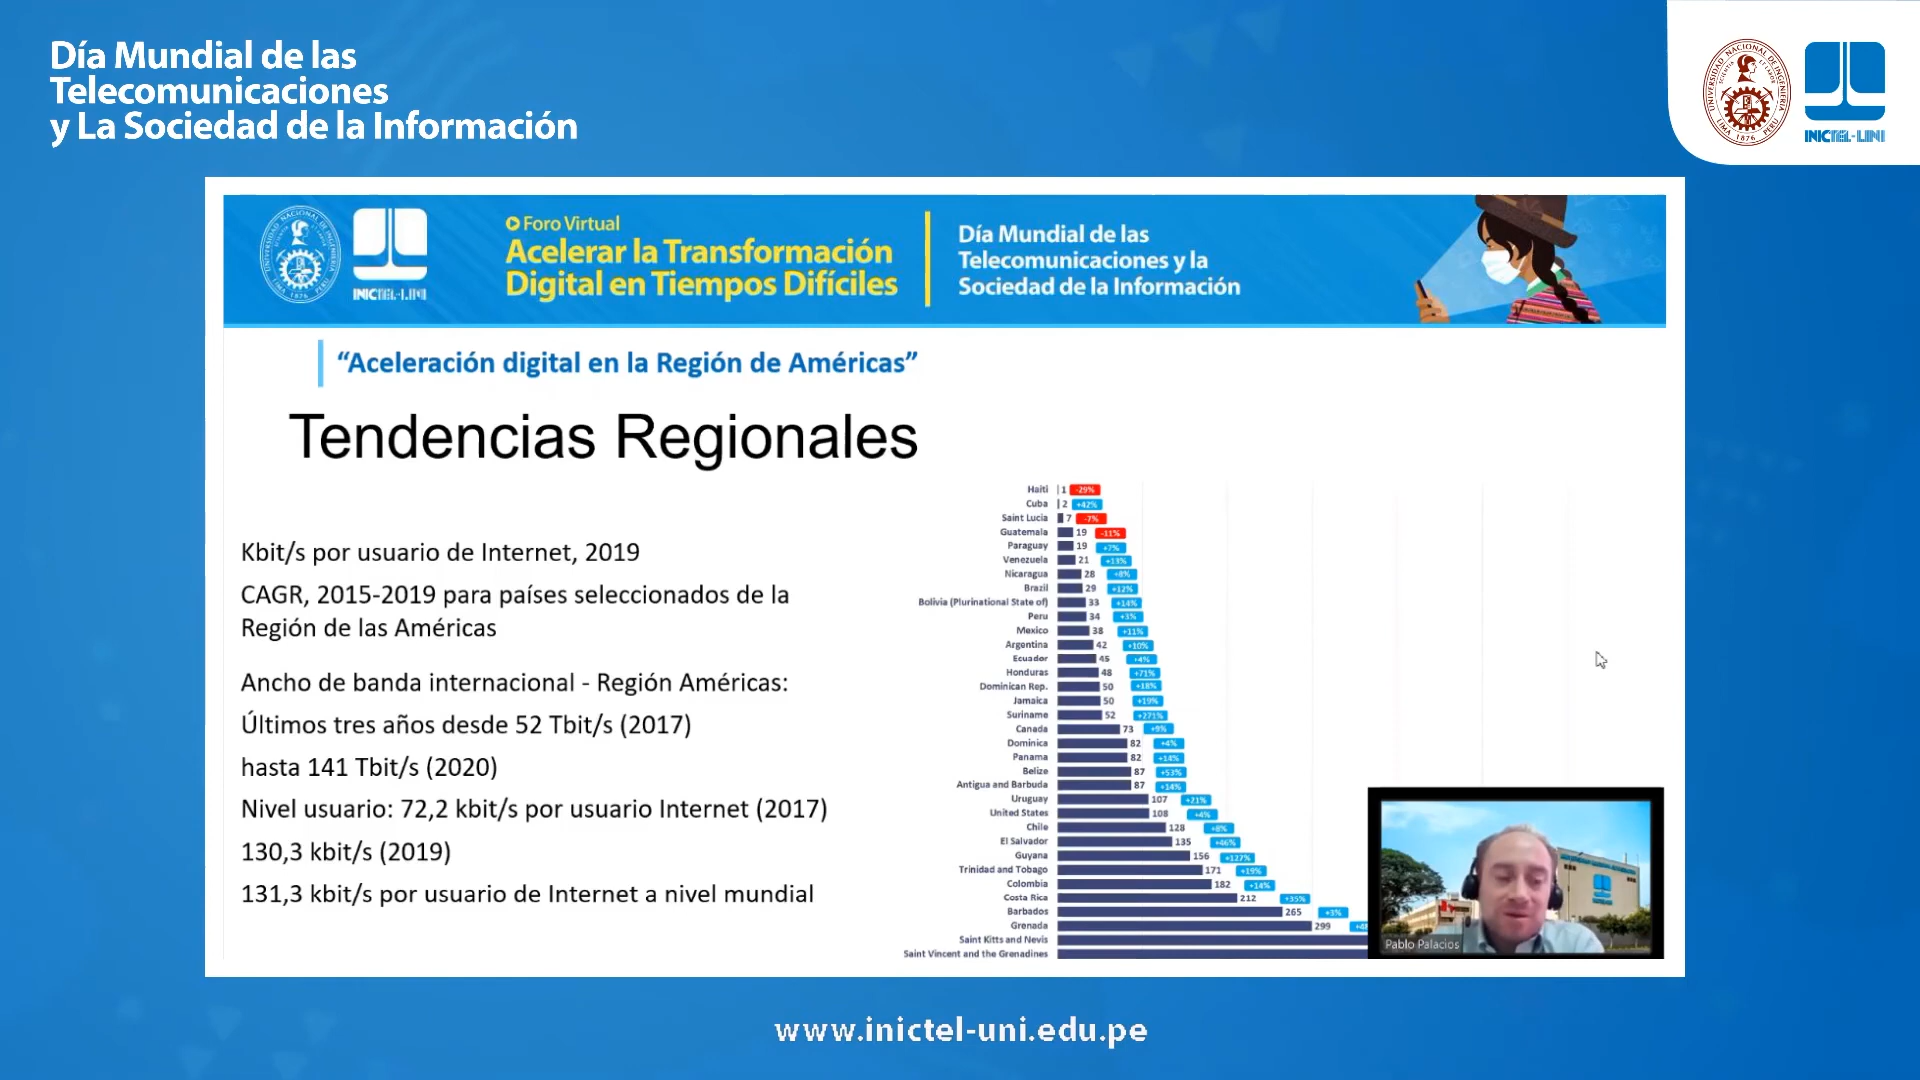 Día Mundial de las
Telecomunicaciones
y La Sociedad de la Información
UNIVERSIDAD NACIONAL DE INGENIERIA
SCIENTIA ET LABOR
LIMA 1876 PERU
INICTEL-UNI
INICTEL-UNI
Foro Virtual
Acelerar la Transformación
Digital en Tiempos Difíciles
Día Mundial de las
Telecomunicaciones y la
Sociedad de la Información
“Aceleración digital en la Región de Américas”
Tendencias Regionales
Kbit/s por usuario de Internet, 2019
CAGR, 2015-2019 para países seleccionados de la
Región de las Américas
Ancho de banda internacional - Región Américas:
Últimos tres años desde 52 Tbit/s (2017)
hasta 141 Tbit/s (2020)
Nivel usuario: 72,2 kbit/s por usuario Internet (2017)
130,3 kbit/s (2019)
131,3 kbit/s por usuario de Internet a nivel mundial
Haiti 1 -29%
Cuba 2 +42%
Saint Lucia 7 -7%
Guatemala 19 -11%
Paraguay 19 +7%
Venezuela 21 +13%
Nicaragua 28 +8%
Brazil 29 +12%
Bolivia (Plurinational State of) 33 +14%
Peru 34 +3%
Mexico 38 +11%
Argentina 42 +10%
Ecuador 45 +4%
Honduras 48 +71%
Dominican Rep. 50 +18%
Jamaica 50 +19%
Suriname 52 +271%
Canada 73 +9%
Dominica 82 +4%
Panama 82 +14%
Belize 87 +53%
Antigua and Barbuda 87 +14%
Uruguay 107 +21%
United States 108 +4%
Chile 128 +8%
El Salvador 135 +46%
Guyana 156 +127%
Trinidad and Tobago 171 +19%
Colombia 182 +14%
Costa Rica 212 +35%
Barbados 265 +3%
Grenada 299
Saint Kitts and Nevis
Saint Vincent and the Grenadines
Pablo Palacios
www.inictel-uni.edu.pe